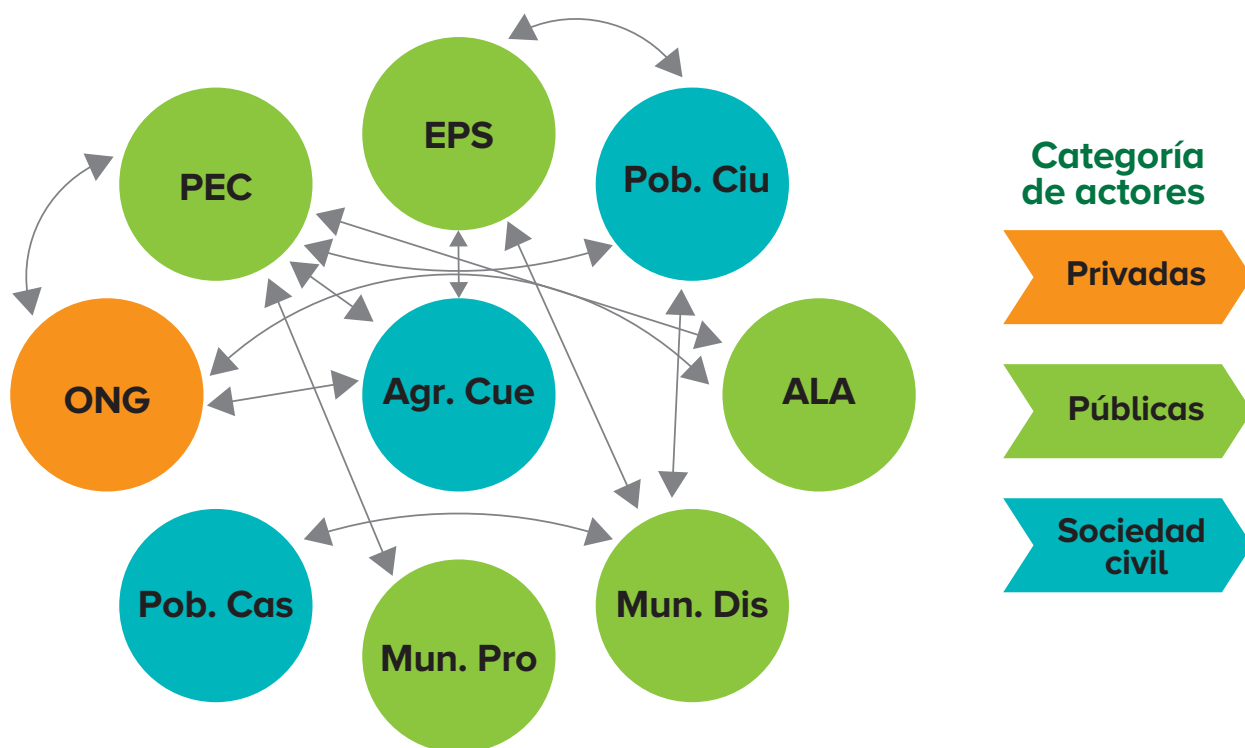 EPS
PEC
Pob. Ciu
ONG
Agr. Cue
ALA
Pob. Cas
Mun. Pro
Mun. Dis
Categoría
de actores
Privadas
Públicas
Sociedad
civil